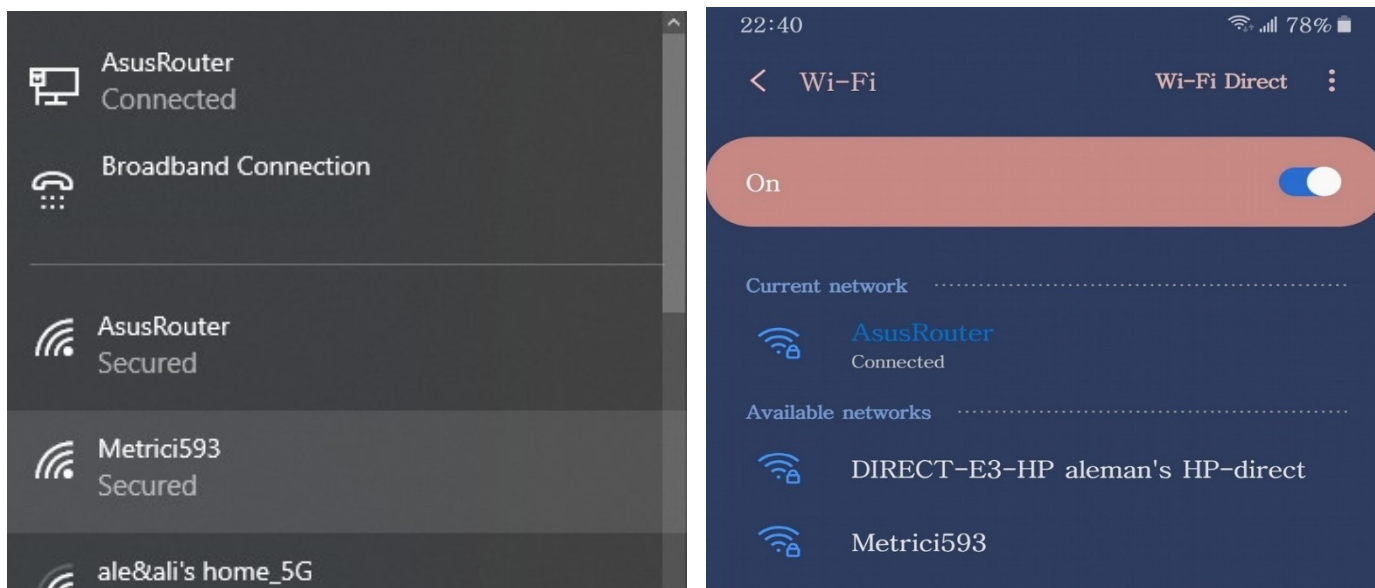 AsusRouter
Connected
Broadband Connection
AsusRouter
Secured
Metrici593
Secured
ale&ali's home_5G
22:40 78%
Wi-Fi Wi-Fi Direct
On
Current network
AsusRouter
Connected
Available networks
DIRECT-E3-HP aleman's HP-direct
Metrici593